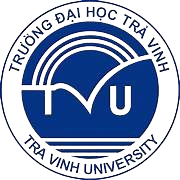 TRƯỜNG ĐẠI HỌC TRÀ VINH
TVU
TRA VINH UNIVERSITY